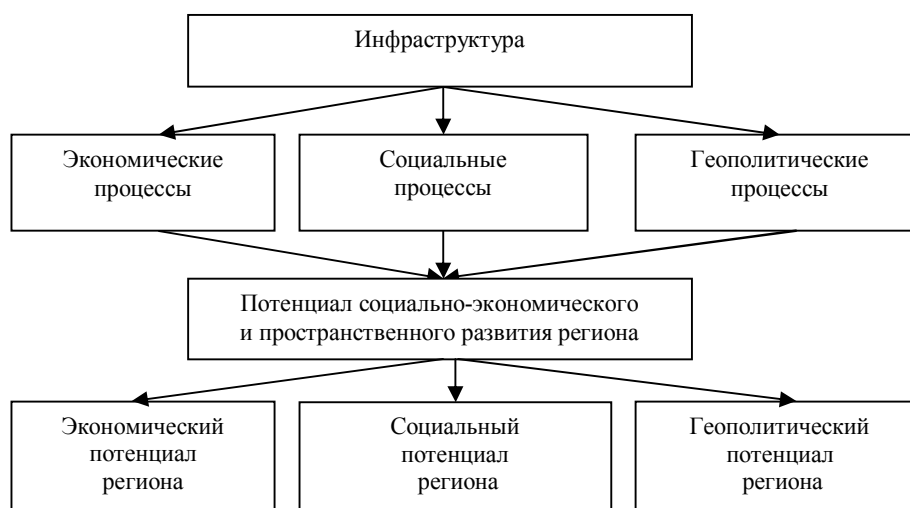 Инфраструктура
Экономические
процессы
Социальные
процессы
Геополитические
процессы
Потенциал социально-экономического
и пространственного развития региона
Экономический
потенциал
региона
Социальный
потенциал
региона
Геополитический
потенциал
региона